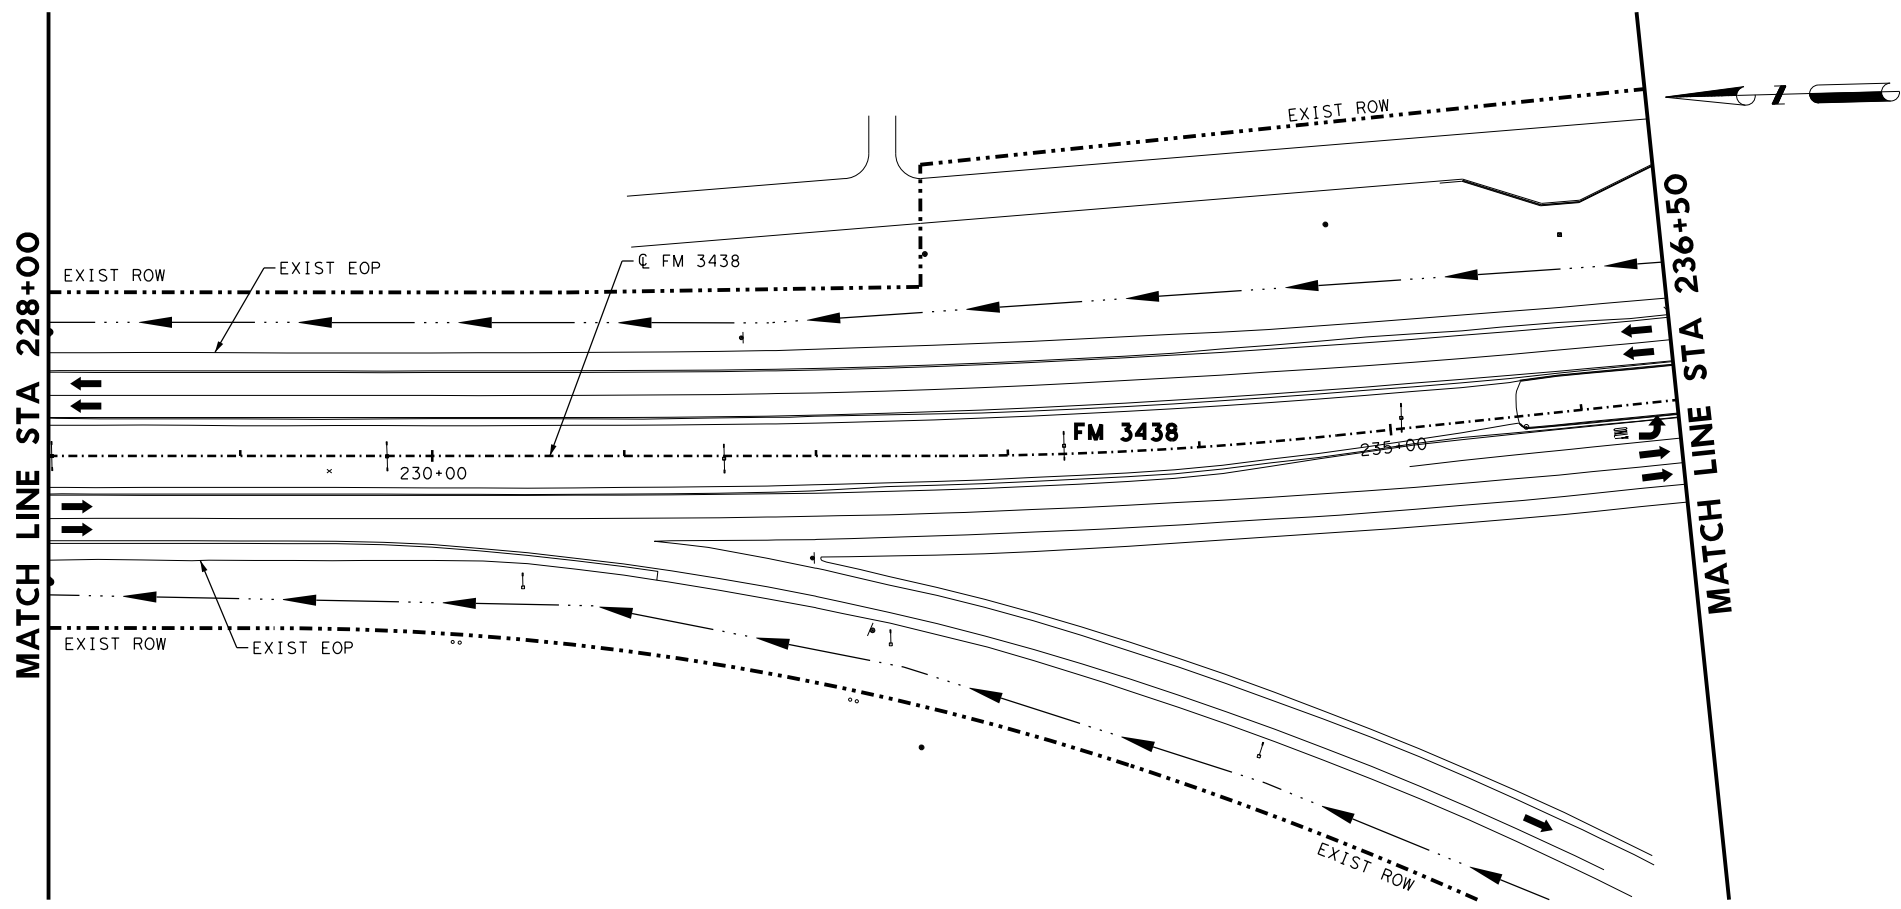 EXIST ROW
EXIST ROW
EXIST EOP
℄ FM 3438
MATCH LINE STA 228+00
MATCH LINE STA 236+50
FM 3438
230+00
235+00
EXIST ROW
EXIST EOP
EXIST ROW
Z